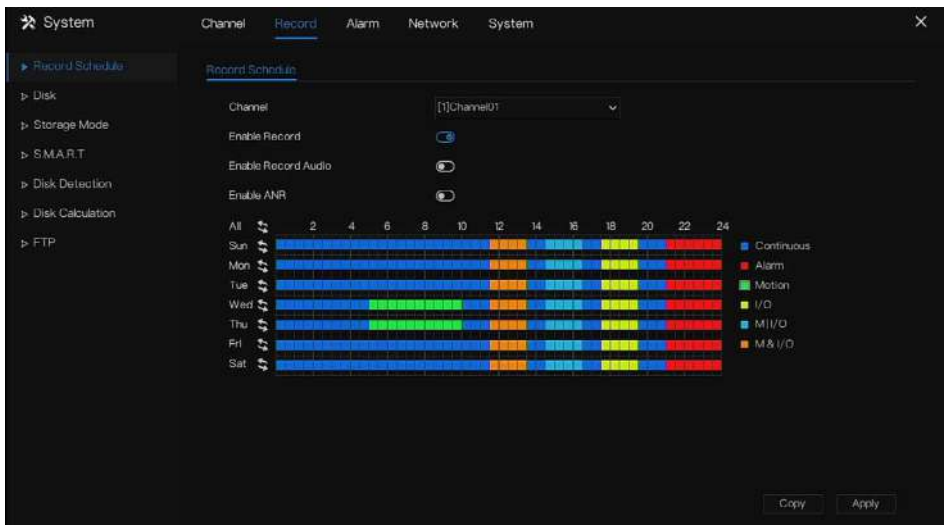 System
Channel Record Alarm Network System
Record Schedule
Disk
Storage Mode
S.M.A.R.T
Disk Detection
Disk Calculation
FTP
Record Schedule
Channel [1]Channel01
Enable Record
Enable Record Audio
Enable ANR
All 2 4 6 8 10 12 14 16 18 20 22 24
Sun
Mon
Tue
Wed
Thu
Fri
Sat
Continuous
Alarm
Motion
I/O
M|I/O
M & I/O
Copy Apply